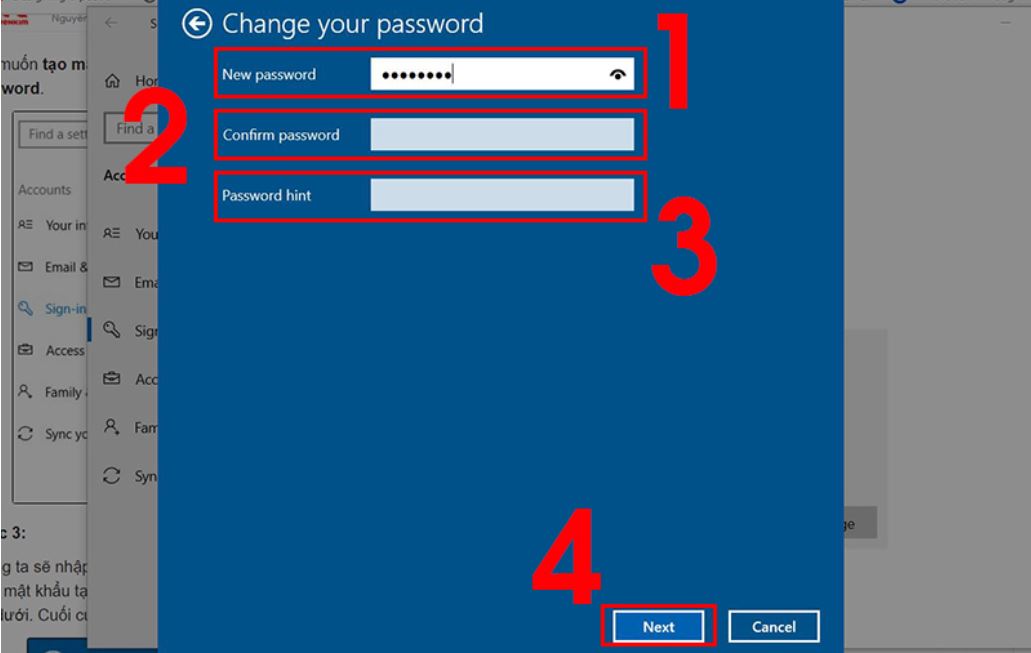 Nguyễn
Change your password
1
New password
••••••••
muốn tạo m
word.
Hor
2
Find a sett
Find a
Confirm password
Acc
Accounts
Password hint
3
Your in
You
Email &
Ema
Sign-in
Sign
Access
Acc
Family
Fam
Sync yo
Syn
c 3:
ge
g ta sẽ nhập
mật khẩu tạ
dưới. Cuối cù
4
Next
Cancel